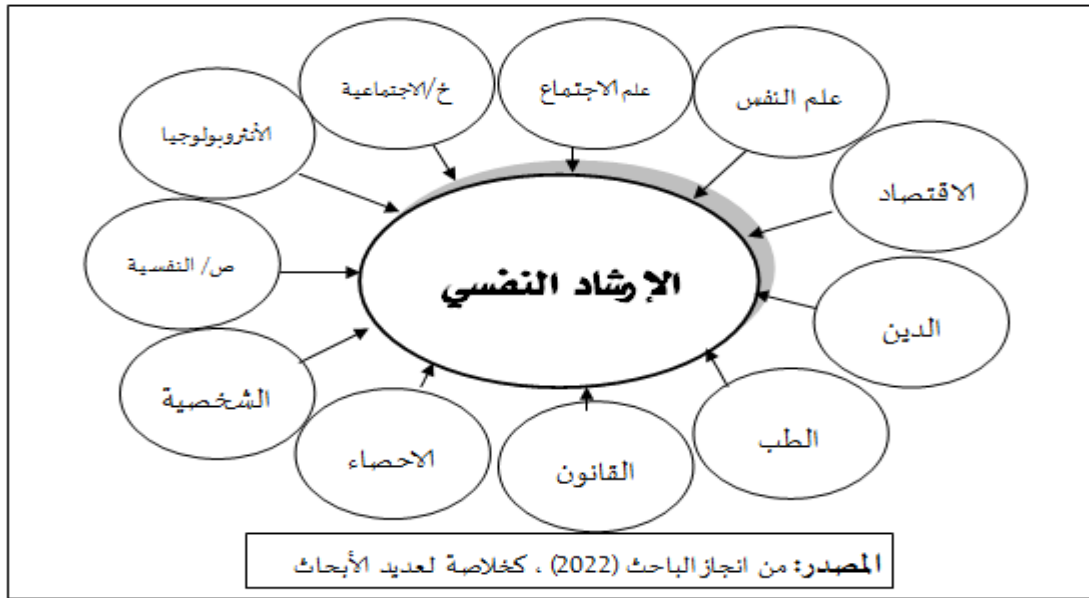 علم النفس
علم الاجتماع
خ/الاجتماعية
الأنثروبولوجيا
الاقتصاد
ص/ النفسية
الإرشاد النفسي
الدين
الشخصية
الطب
الاحصاء
القانون
المصدر: من انجاز الباحث (2022) ، كخلاصة لعديد الأبحاث